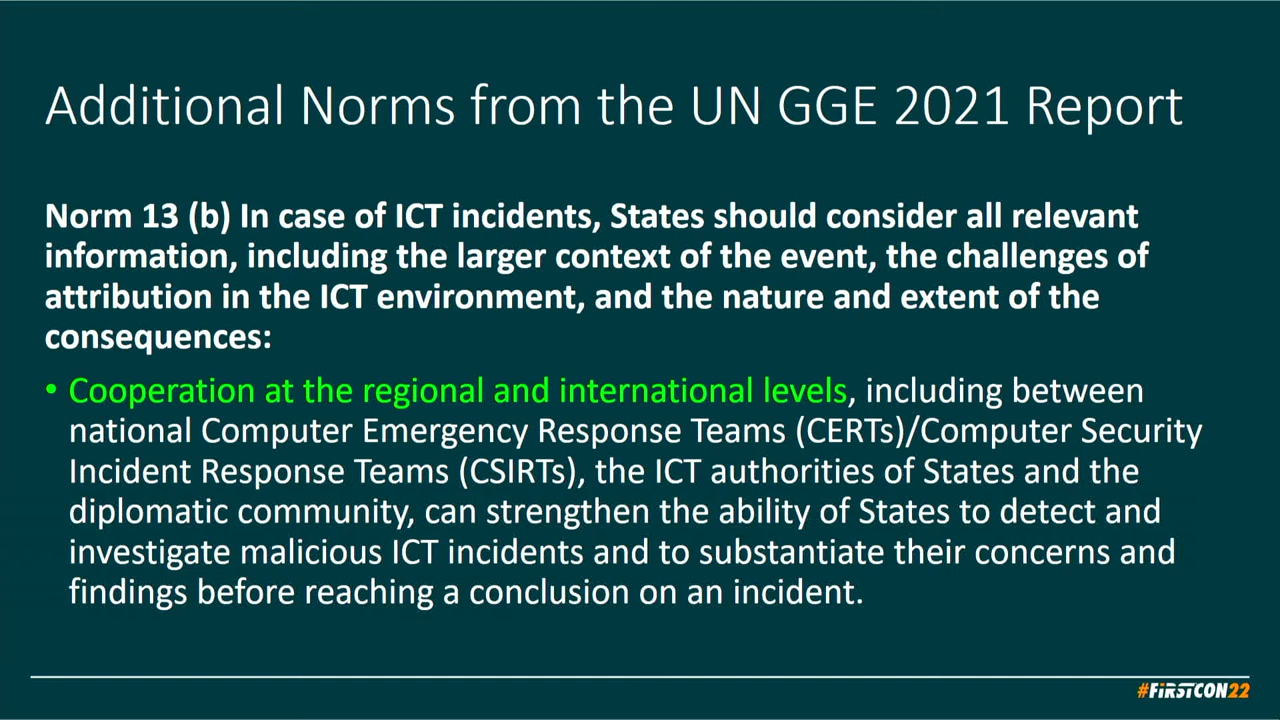 Additional Norms from the UN GGE 2021 Report
Norm 13 (b) In case of ICT incidents, States should consider all relevant
information, including the larger context of the event, the challenges of
attribution in the ICT environment, and the nature and extent of the
consequences:
• Cooperation at the regional and international levels, including between
national Computer Emergency Response Teams (CERTs)/Computer Security
Incident Response Teams (CSIRTs), the ICT authorities of States and the
diplomatic community, can strengthen the ability of States to detect and
investigate malicious ICT incidents and to substantiate their concerns and
findings before reaching a conclusion on an incident.
#FiRSTCON22